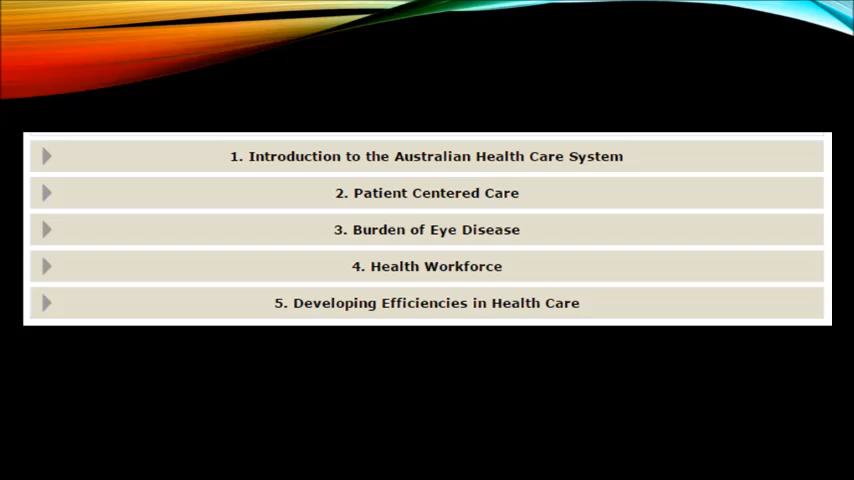 1. Introduction to the Australian Health Care System
2. Patient Centered Care
3. Burden of Eye Disease
4. Health Workforce
5. Developing Efficiencies in Health Care